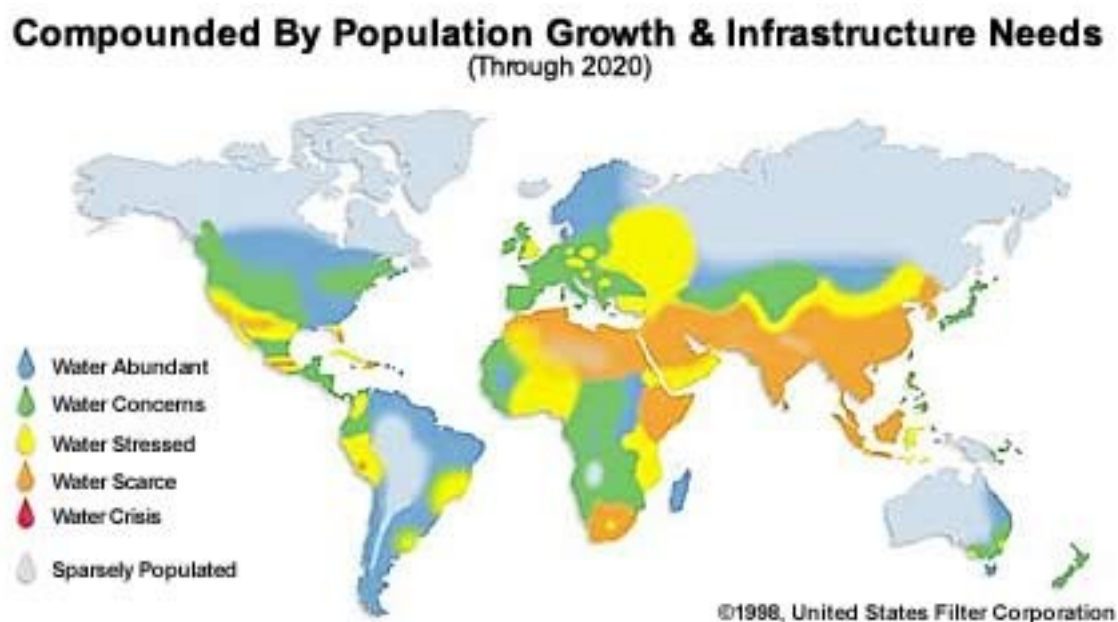 Compounded By Population Growth & Infrastructure Needs
(Through 2020)
Water Abundant
Water Concerns
Water Stressed
Water Scarce
Water Crisis
Sparsely Populated
©1998, United States Filter Corporation